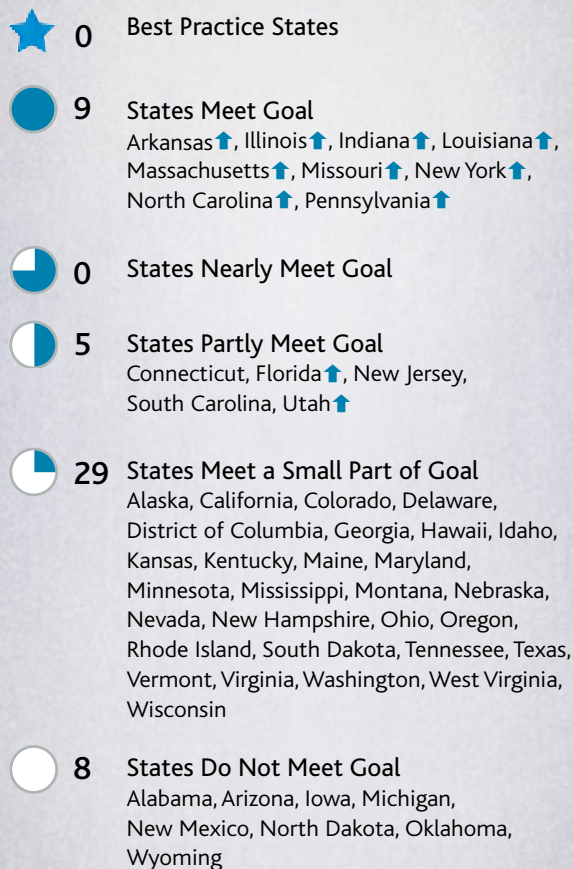 0 Best Practice States
9 States Meet Goal
Arkansas⬆, Illinois⬆, Indiana⬆, Louisiana⬆,
Massachusetts⬆, Missouri⬆, New York⬆,
North Carolina⬆, Pennsylvania⬆
0 States Nearly Meet Goal
5 States Partly Meet Goal
Connecticut, Florida⬆, New Jersey,
South Carolina, Utah⬆
29 States Meet a Small Part of Goal
Alaska, California, Colorado, Delaware,
District of Columbia, Georgia, Hawaii, Idaho,
Kansas, Kentucky, Maine, Maryland,
Minnesota, Mississippi, Montana, Nebraska,
Nevada, New Hampshire, Ohio, Oregon,
Rhode Island, South Dakota, Tennessee, Texas,
Vermont, Virginia, Washington, West Virginia,
Wisconsin
8 States Do Not Meet Goal
Alabama, Arizona, Iowa, Michigan,
New Mexico, North Dakota, Oklahoma,
Wyoming